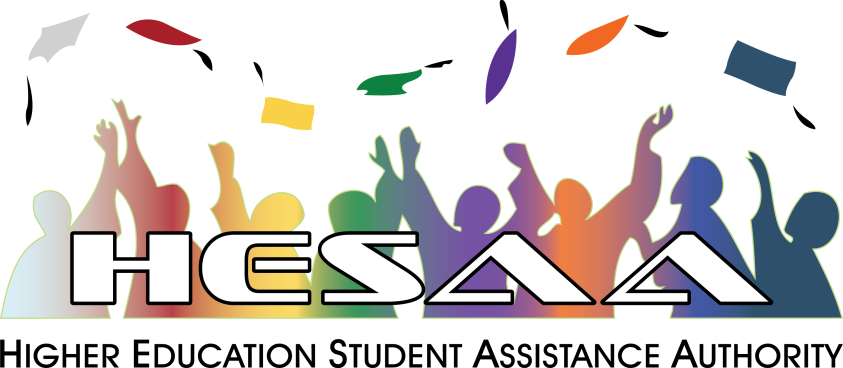 HESAA
HIGHER EDUCATION STUDENT ASSISTANCE AUTHORITY